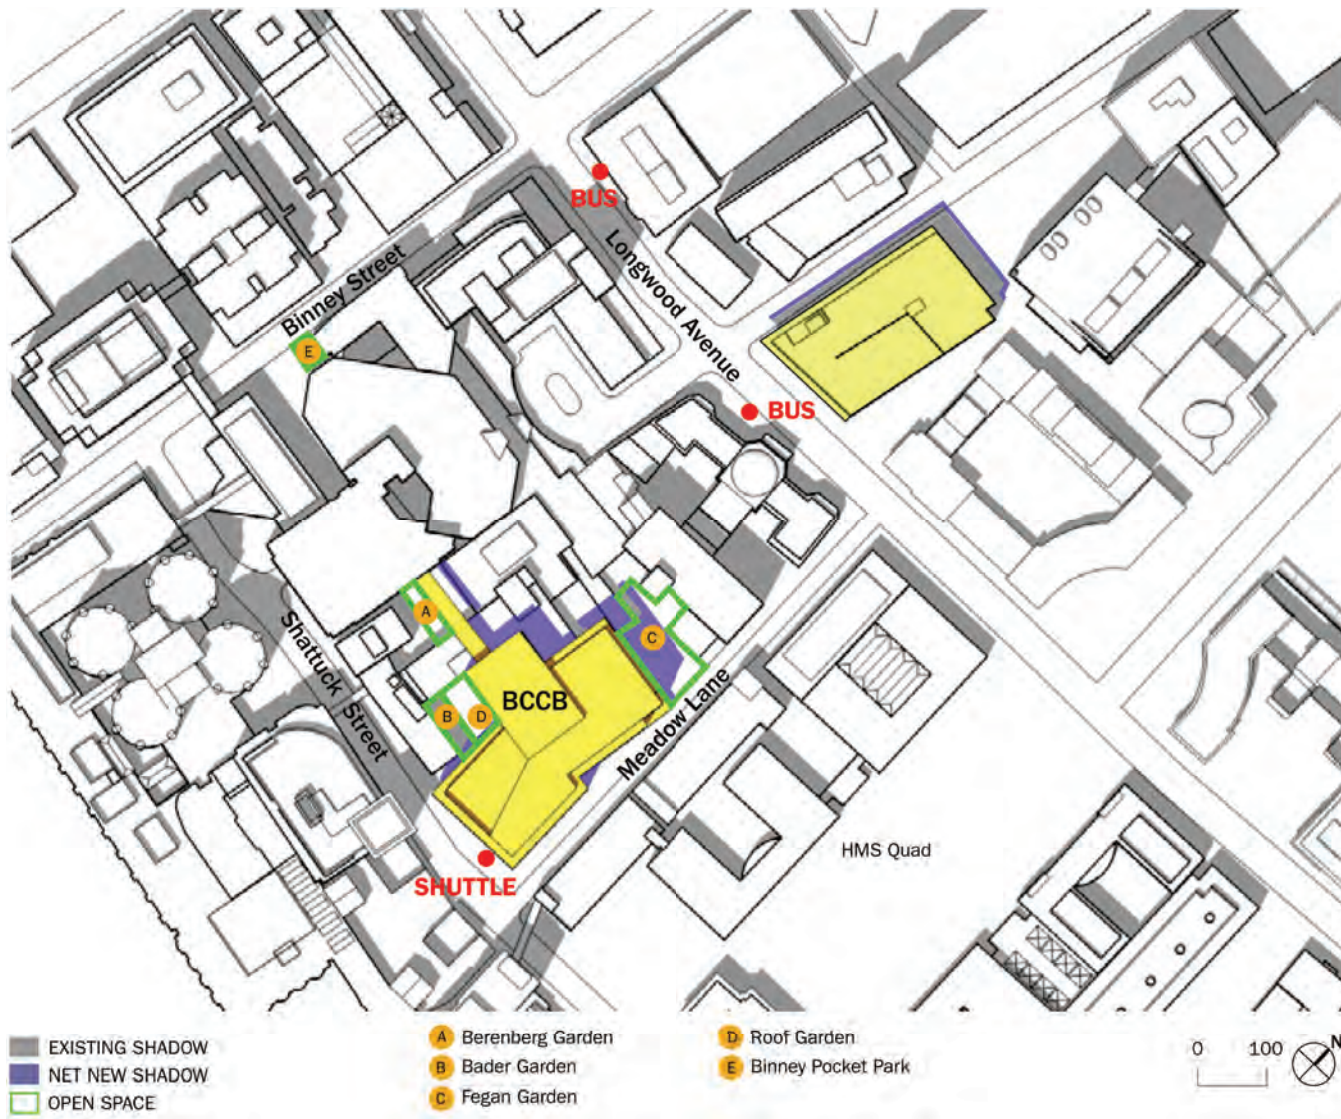 BUS
Longwood Avenue
Binney Street
E
BUS
A
Shattuck Street
C
BCCB
B
D
Meadow Lane
HMS Quad
SHUTTLE
EXISTING SHADOW
NET NEW SHADOW
OPEN SPACE
A Berenberg Garden
B Bader Garden
C Fegan Garden
D Roof Garden
E Binney Pocket Park
0 100
N